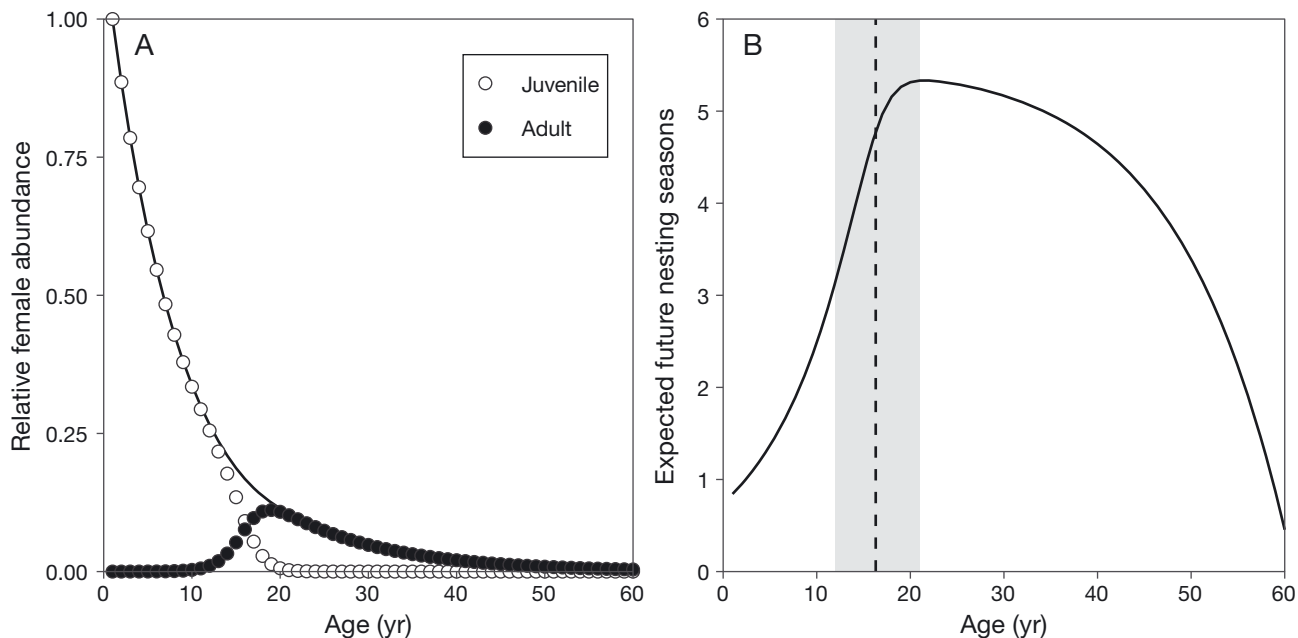 A
Juvenile
Adult
Relative female abundance
1.00
0.75
0.50
0.25
0.00
0 10 20 30 40 50 60
Age (yr)
B
Expected future nesting seasons
6
5
4
3
2
1
0
0 10 20 30 40 50 60
Age (yr)